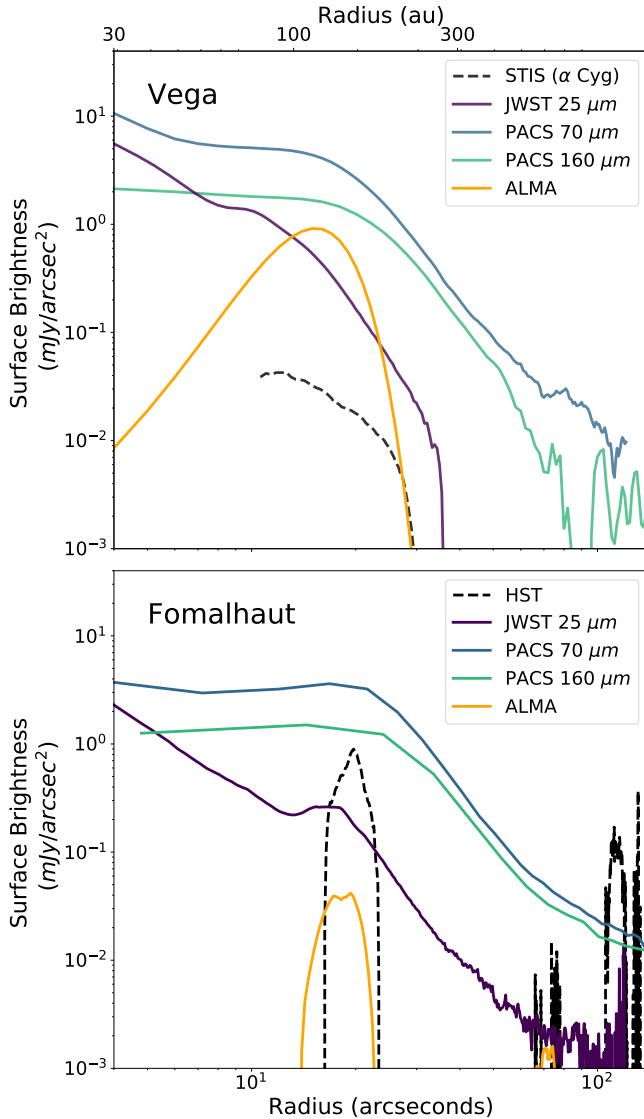 Radius (au)
30 100 300
Vega
STIS (α Cyg)
JWST 25 μm
PACS 70 μm
PACS 160 μm
ALMA
10¹
10⁰
10⁻¹
10⁻²
10⁻³
Surface Brightness
(mJy/arcsec²)
Fomalhaut
HST
JWST 25 μm
PACS 70 μm
PACS 160 μm
ALMA
10¹
10⁰
10⁻¹
10⁻²
10⁻³
Surface Brightness
(mJy/arcsec²)
10¹ 10²
Radius (arcseconds)